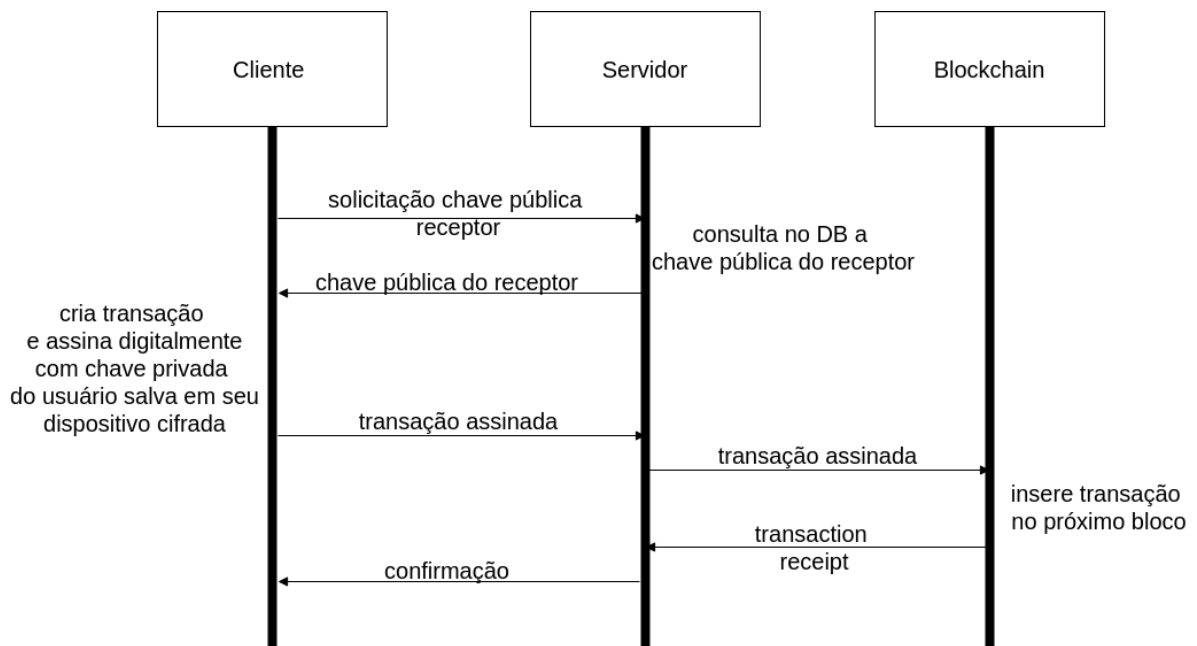 Cliente
Servidor
Blockchain
solicitação chave pública
receptor
consulta no DB a
chave pública do receptor
chave pública do receptor
cria transação
e assina digitalmente
com chave privada
do usuário salva em seu
dispositivo cifrada
transação assinada
transação assinada
insere transação
no próximo bloco
transaction
receipt
confirmação